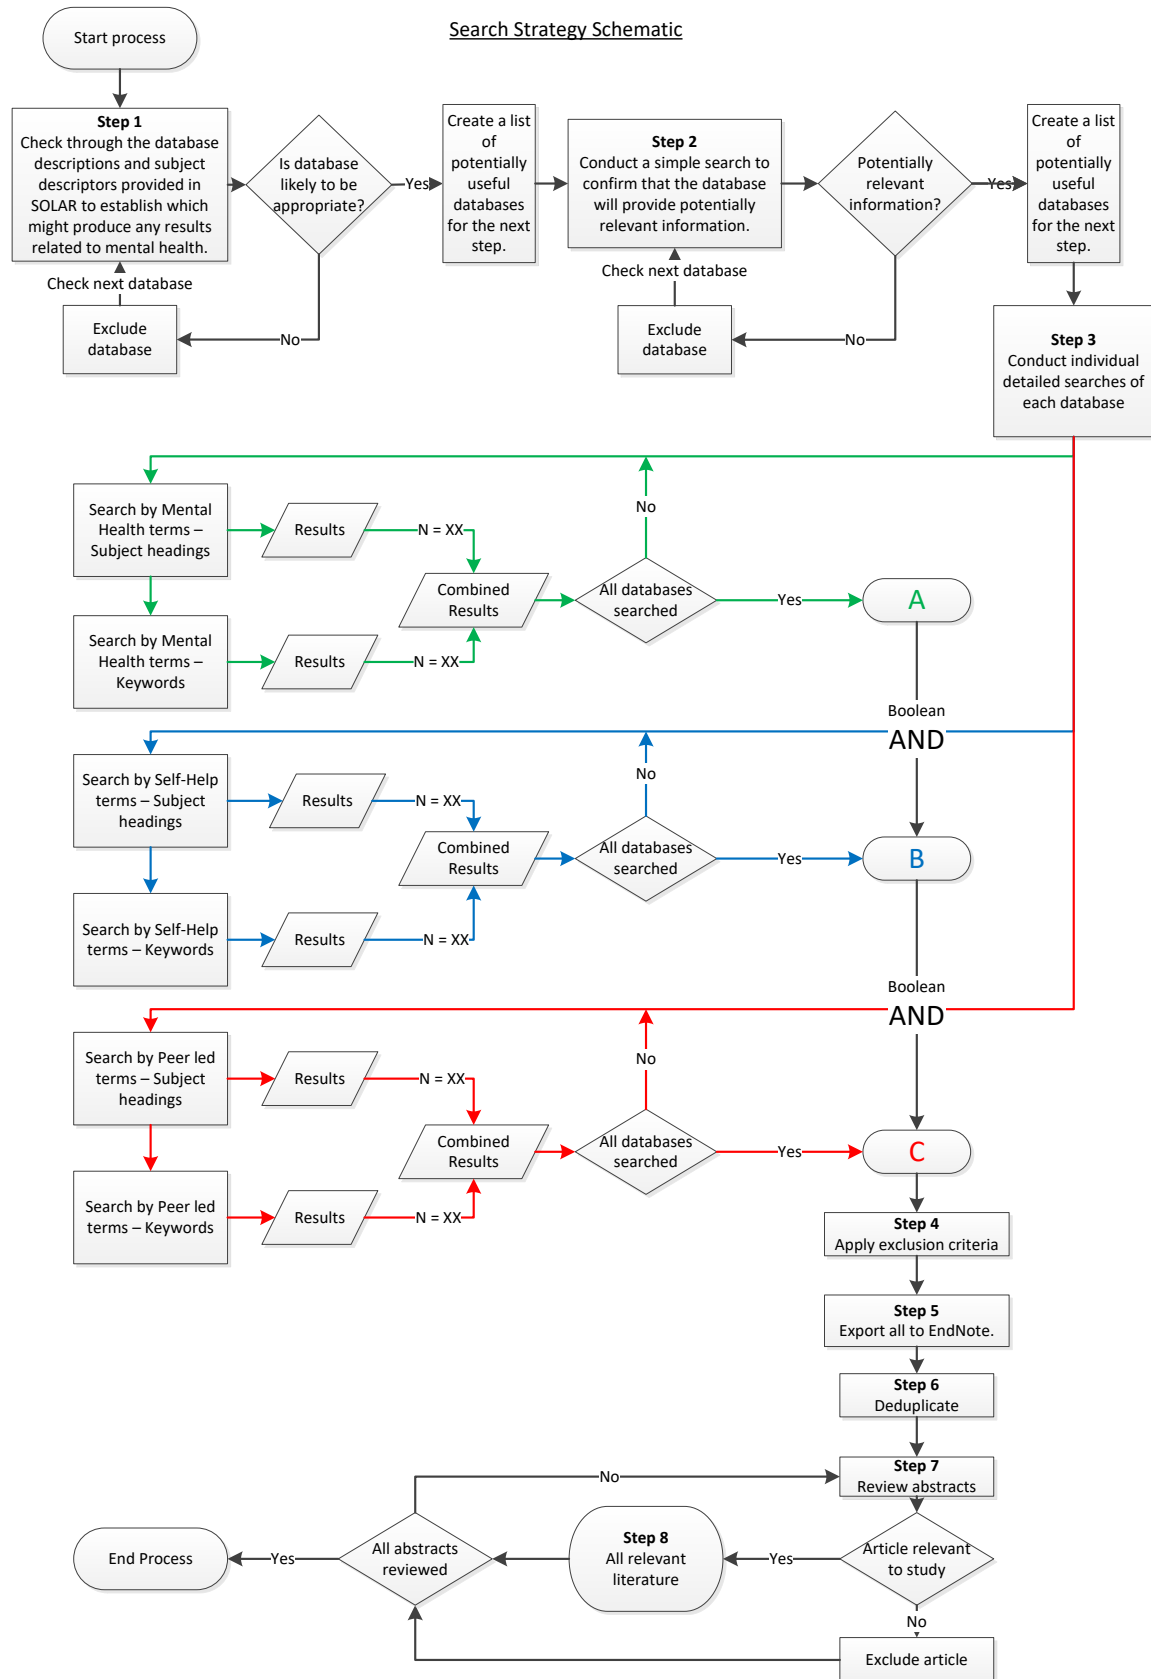 Search Strategy Schematic
Start process
Step 1
Check through the database
descriptions and subject
descriptors provided in
SOLAR to establish which
might produce any results
related to mental health.
Is database
likely to be
appropriate?
Yes
Create a list
of
potentially
useful
databases
for the next
step.
Step 2
Conduct a simple search to
confirm that the database
will provide potentially
relevant information.
Potentially
relevant
information?
Yes
Create a
list of
potentially
useful
databases
for the
next step.
Check next database
Exclude
database
No
Check next database
Exclude
database
No
Step 3
Conduct individual
detailed searches of
each database
Search by Mental
Health terms –
Subject headings
Results
N = XX
No
Combined
Results
All databases
searched
Yes
A
Search by Mental
Health terms –
Keywords
Results
N = XX
Boolean
AND
Search by Self-Help
terms – Subject
headings
Results
N = XX
No
Combined
Results
All databases
searched
Yes
B
Search by Self-Help
terms – Keywords
Results
N = XX
Boolean
AND
Search by Peer led
terms – Subject
headings
Results
N = XX
No
Combined
Results
All databases
searched
Yes
C
Search by Peer led
terms – Keywords
Results
N = XX
Step 4
Apply exclusion criteria
Step 5
Export all to EndNote.
Step 6
Deduplicate
Step 7
Review abstracts
No
Article relevant
to study
Yes
Step 8
All relevant
literature
All abstracts
reviewed
Yes
End Process
No
Exclude article